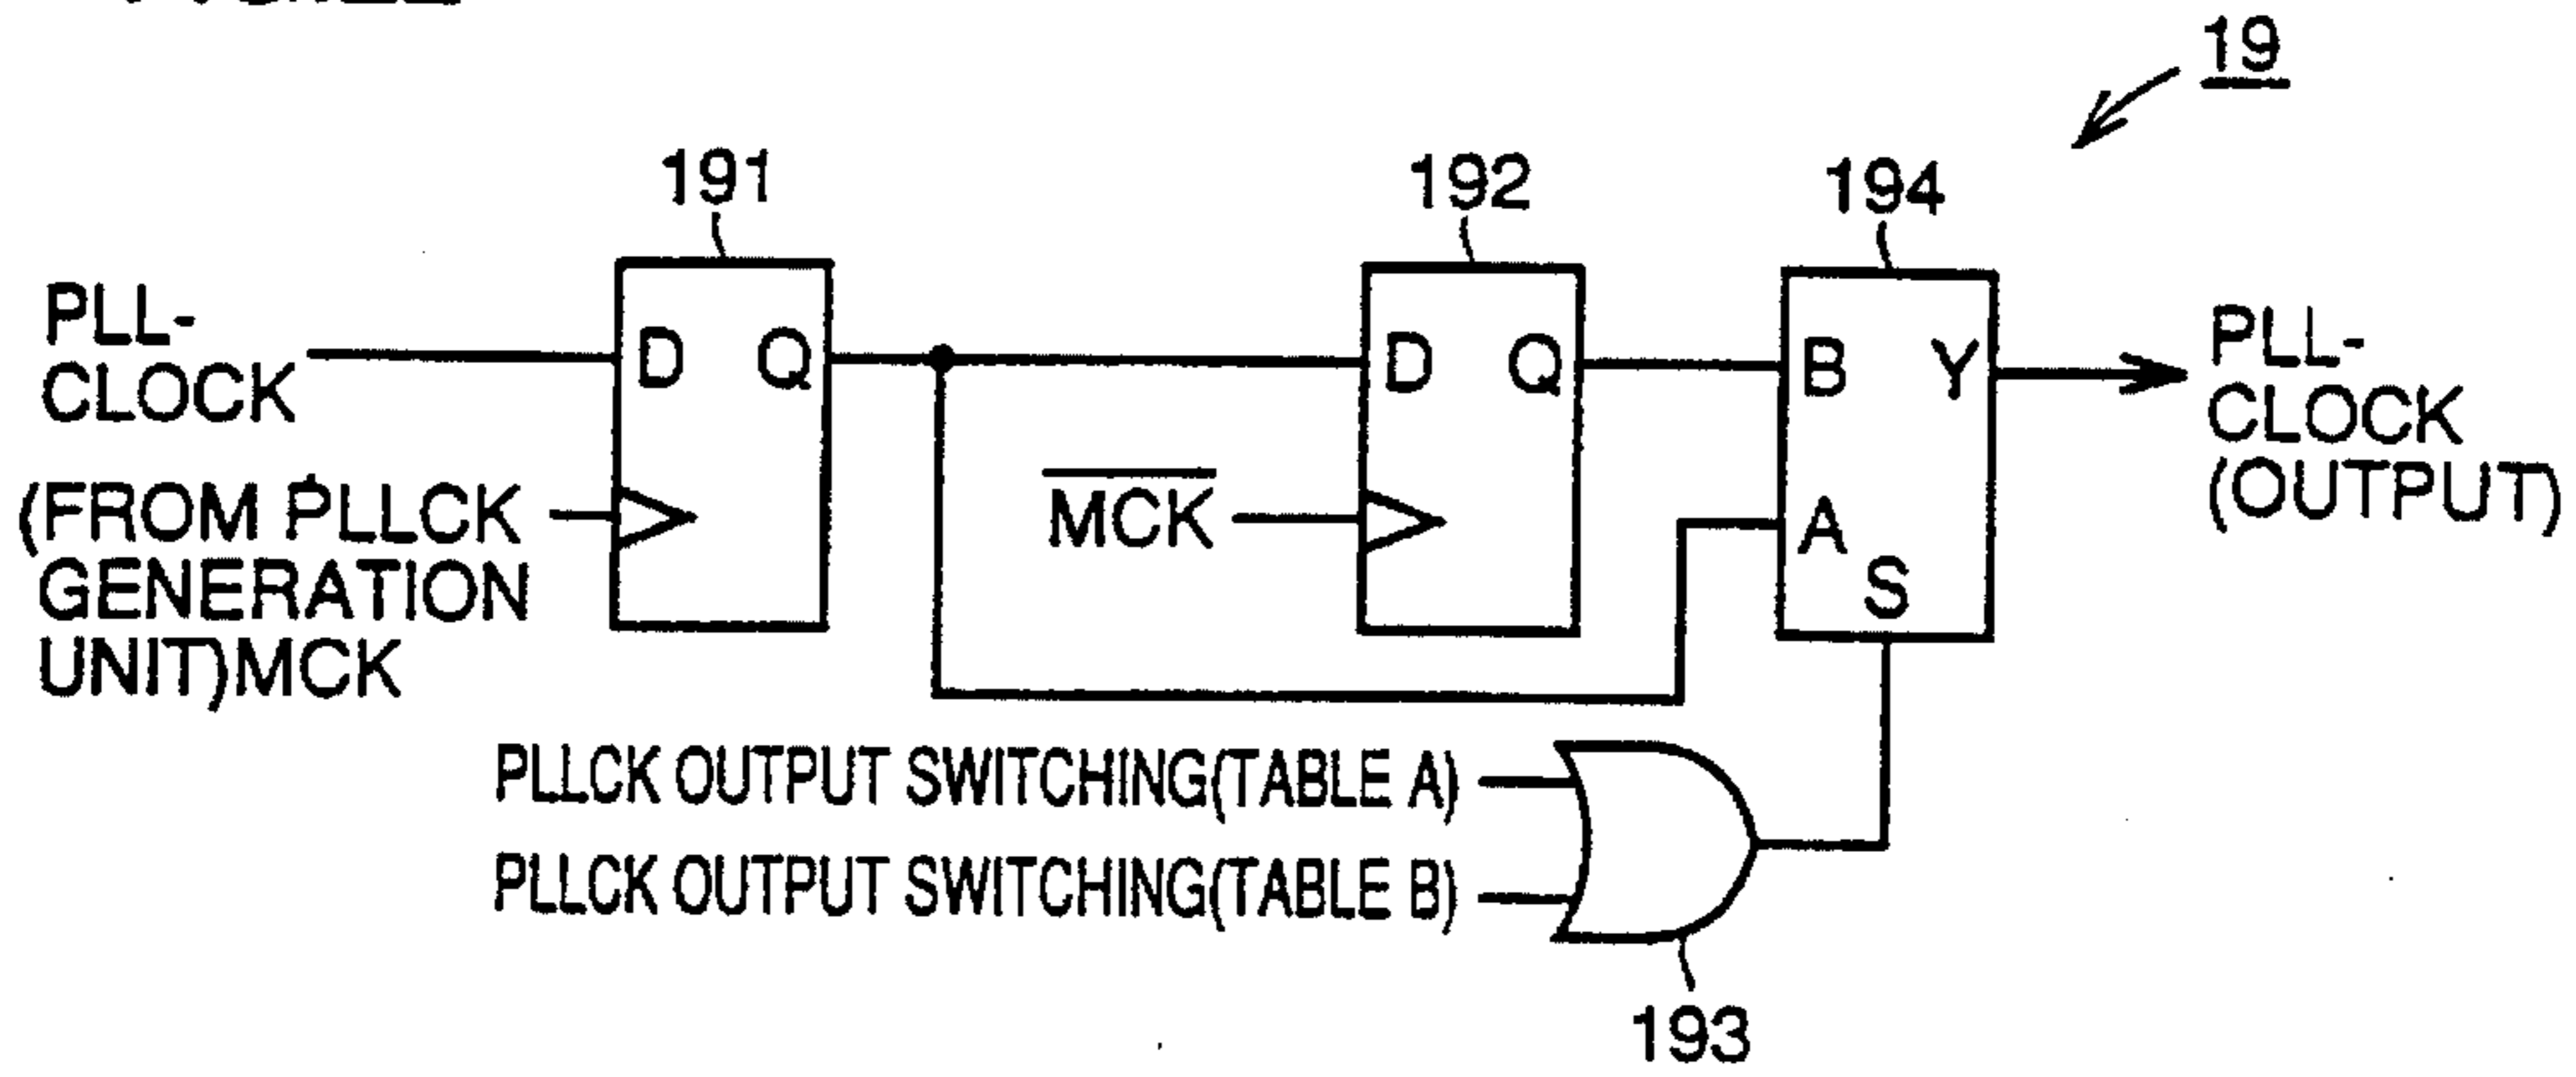 19
191
192
194
PLL-
CLOCK
(FROM PLLCK
GENERATION
UNIT)MCK
D Q
D Q
MCK
B Y
A
S
PLL-
CLOCK
(OUTPUT)
PLLCK OUTPUT SWITCHING(TABLE A)
PLLCK OUTPUT SWITCHING(TABLE B)
193